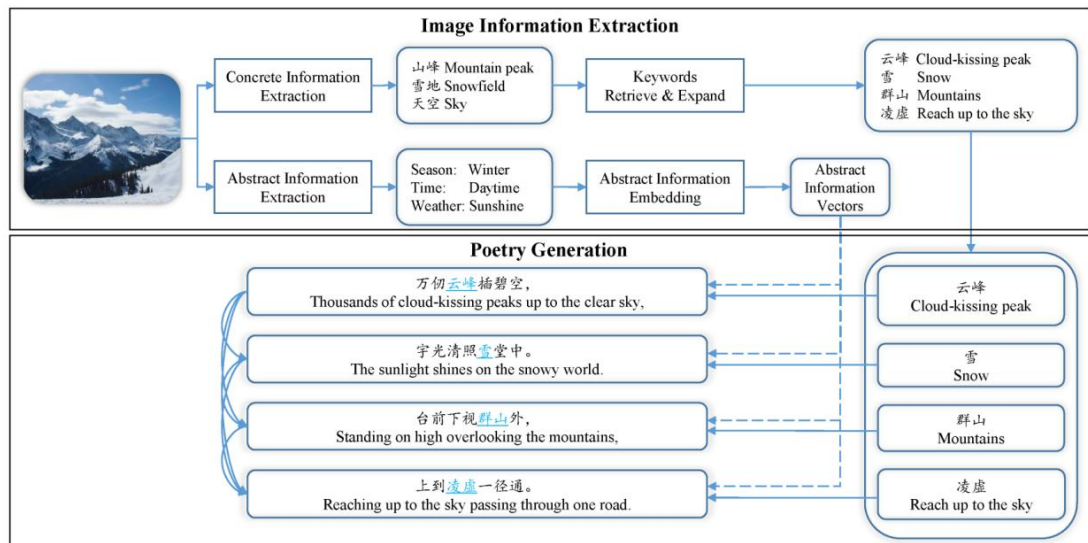 Image Information Extraction
Concrete Information
Extraction
山峰 Mountain peak
雪地 Snowfield
天空 Sky
Keywords
Retrieve & Expand
云峰 Cloud-kissing peak
雪 Snow
群山 Mountains
凌虚 Reach up to the sky
Abstract Information
Extraction
Season: Winter
Time: Daytime
Weather: Sunshine
Abstract Information
Embedding
Abstract
Information
Vectors
Poetry Generation
万仞云峰插碧空，
Thousands of cloud-kissing peaks up to the clear sky,
宇光清照雪堂中。
The sunlight shines on the snowy world.
台前下视群山外，
Standing on high overlooking the mountains,
上到凌虚一径通。
Reaching up to the sky passing through one road.
云峰
Cloud-kissing peak
雪
Snow
群山
Mountains
凌虚
Reach up to the sky